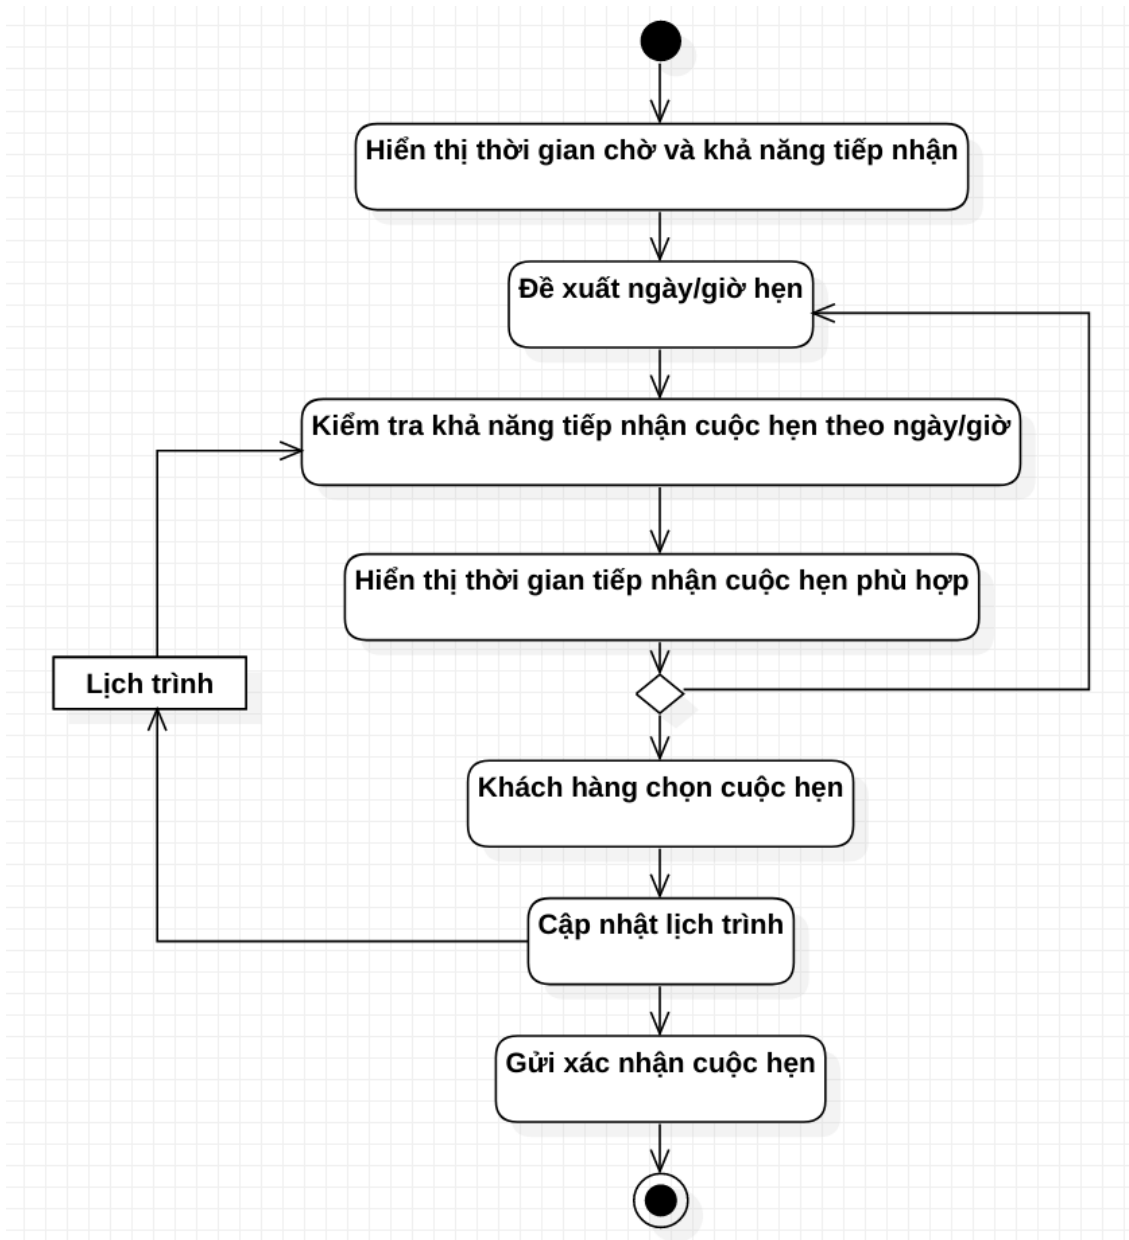 Hiển thị thời gian chờ và khả năng tiếp nhận
Đề xuất ngày/giờ hẹn
Kiểm tra khả năng tiếp nhận cuộc hẹn theo ngày/giờ
Hiển thị thời gian tiếp nhận cuộc hẹn phù hợp
Lịch trình
Khách hàng chọn cuộc hẹn
Cập nhật lịch trình
Gửi xác nhận cuộc hẹn